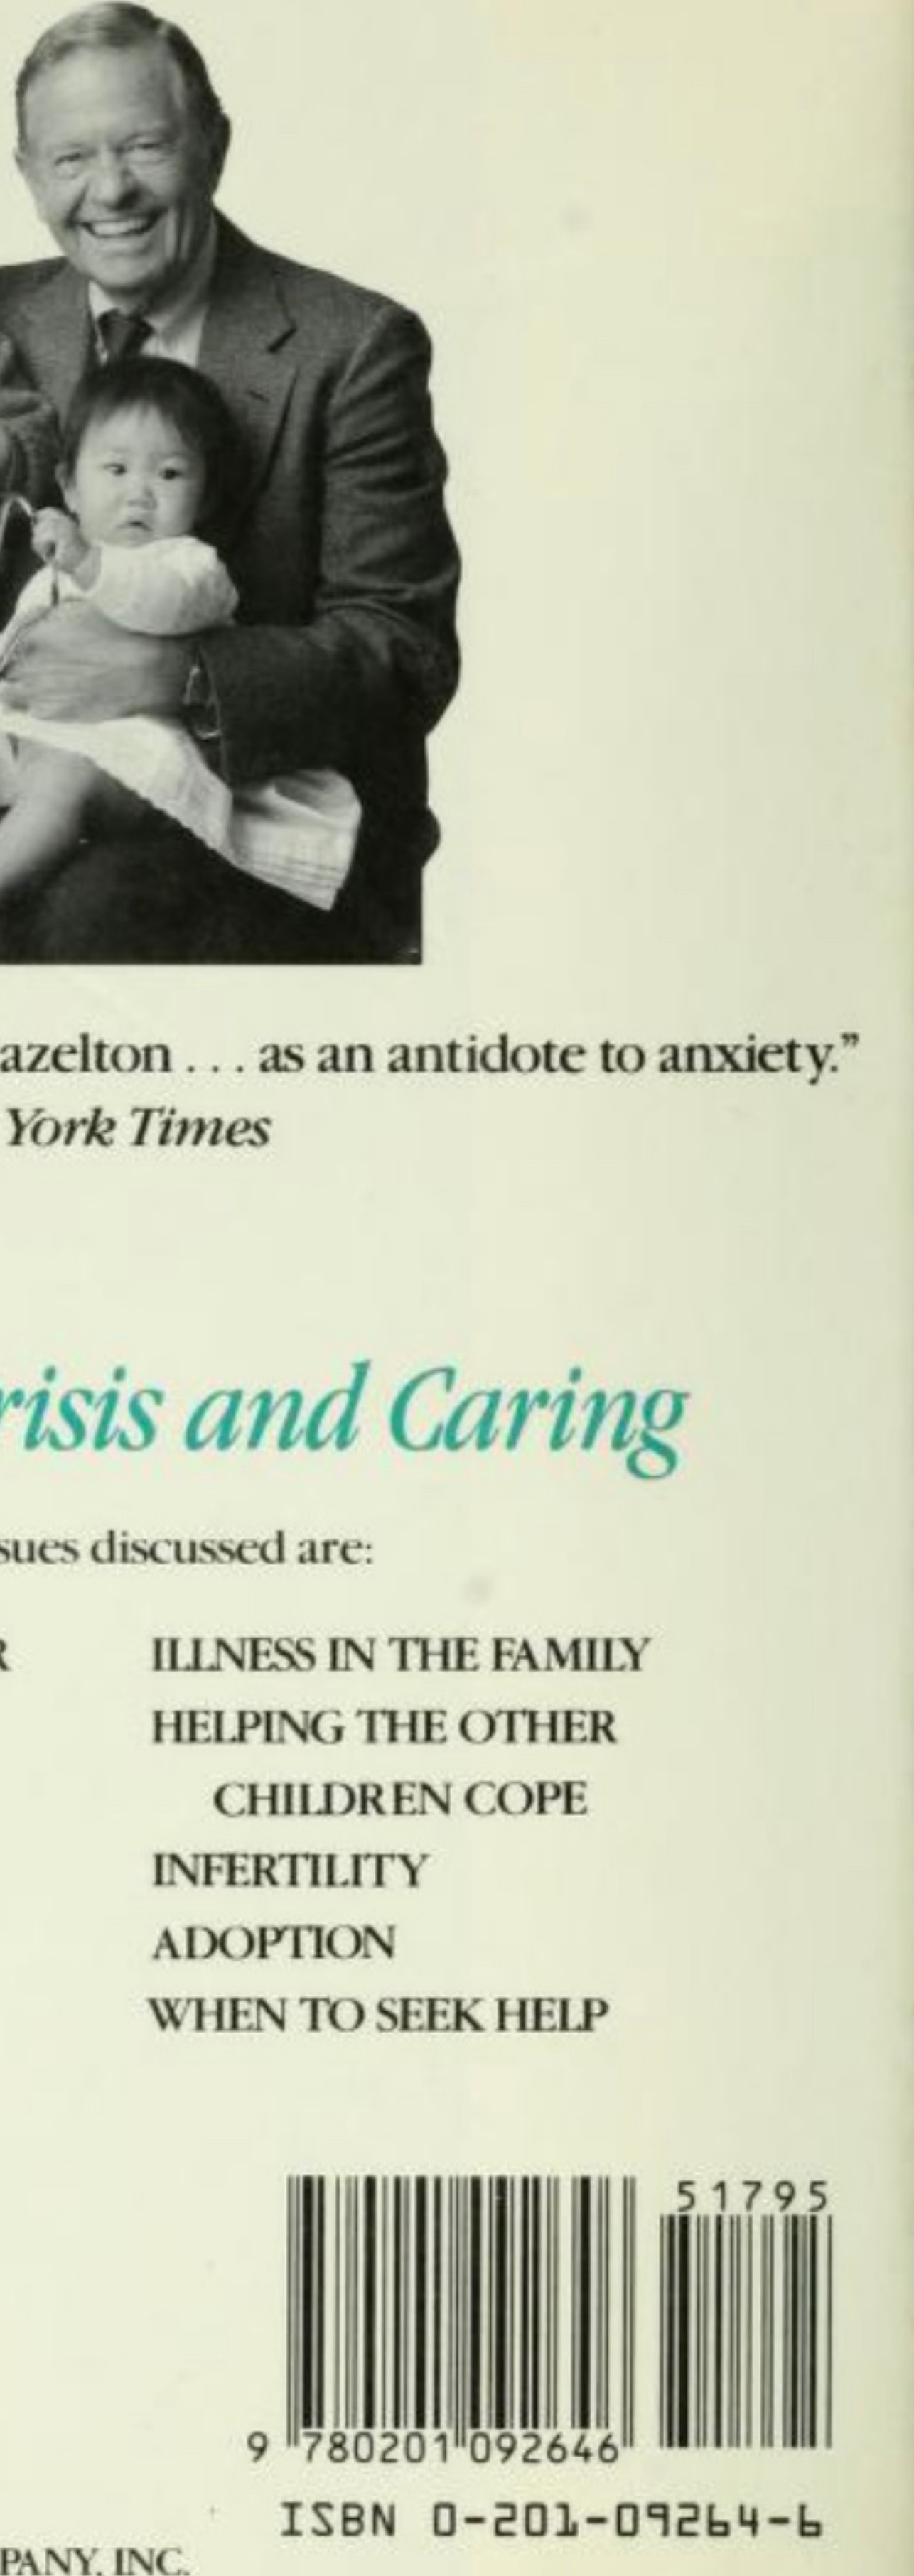 azelton . . . as an antidote to anxiety.”
York Times
risis and Caring
sues discussed are:
R
ILLNESS IN THE FAMILY
HELPING THE OTHER
CHILDREN COPE
INFERTILITY
ADOPTION
WHEN TO SEEK HELP
51795
9 780201 092646
ISBN 0-201-09264-6
PANY, INC.